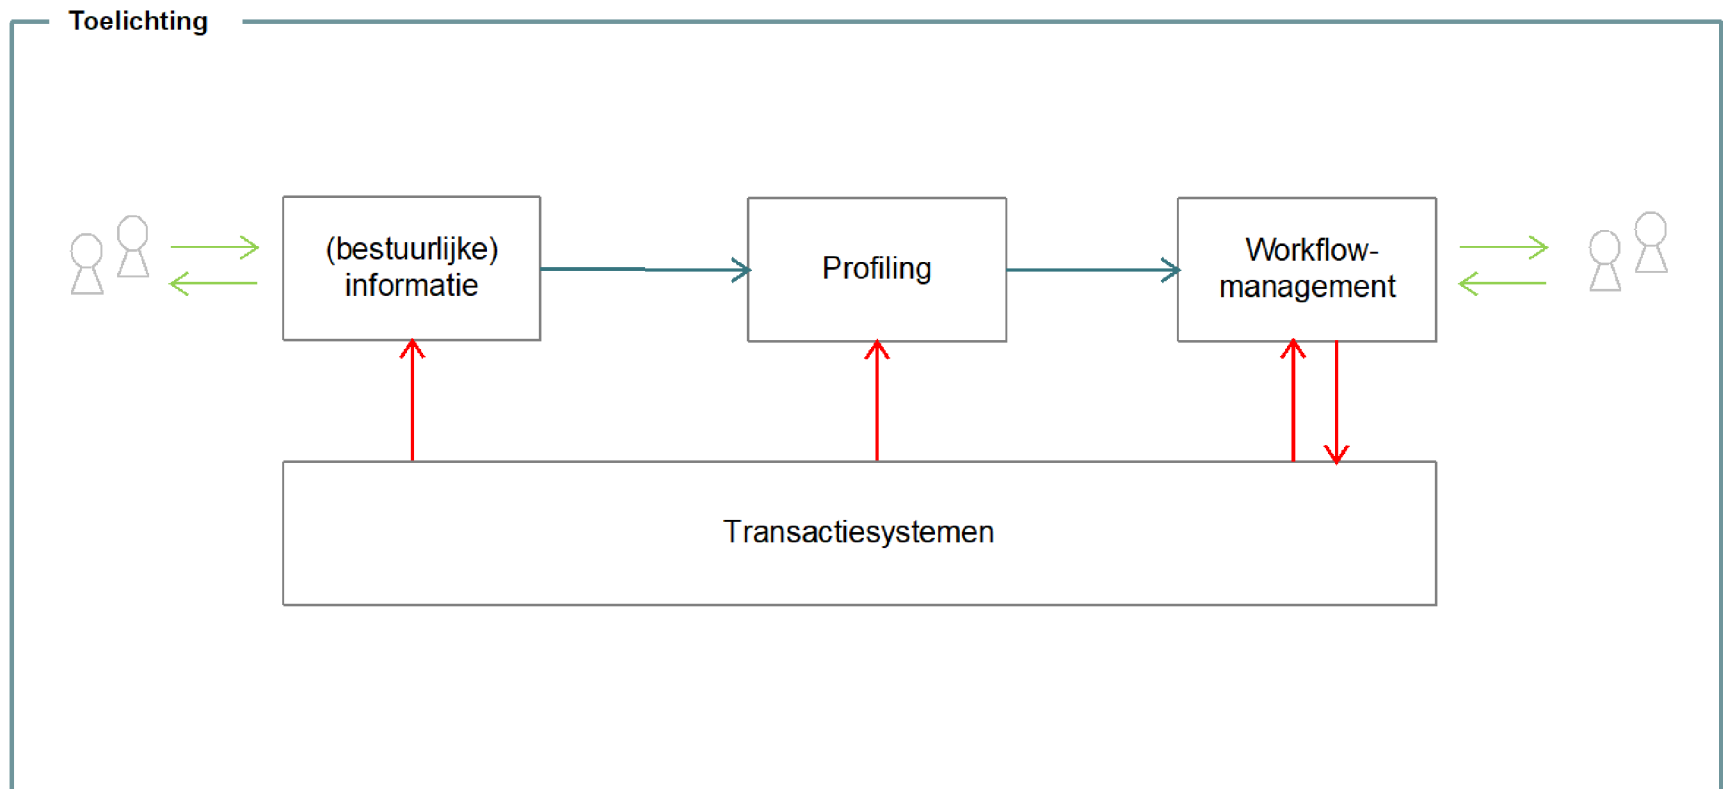 Toelichting
(bestuurlijke)
informatie
Profiling
Workflow-
management
Transactiesystemen